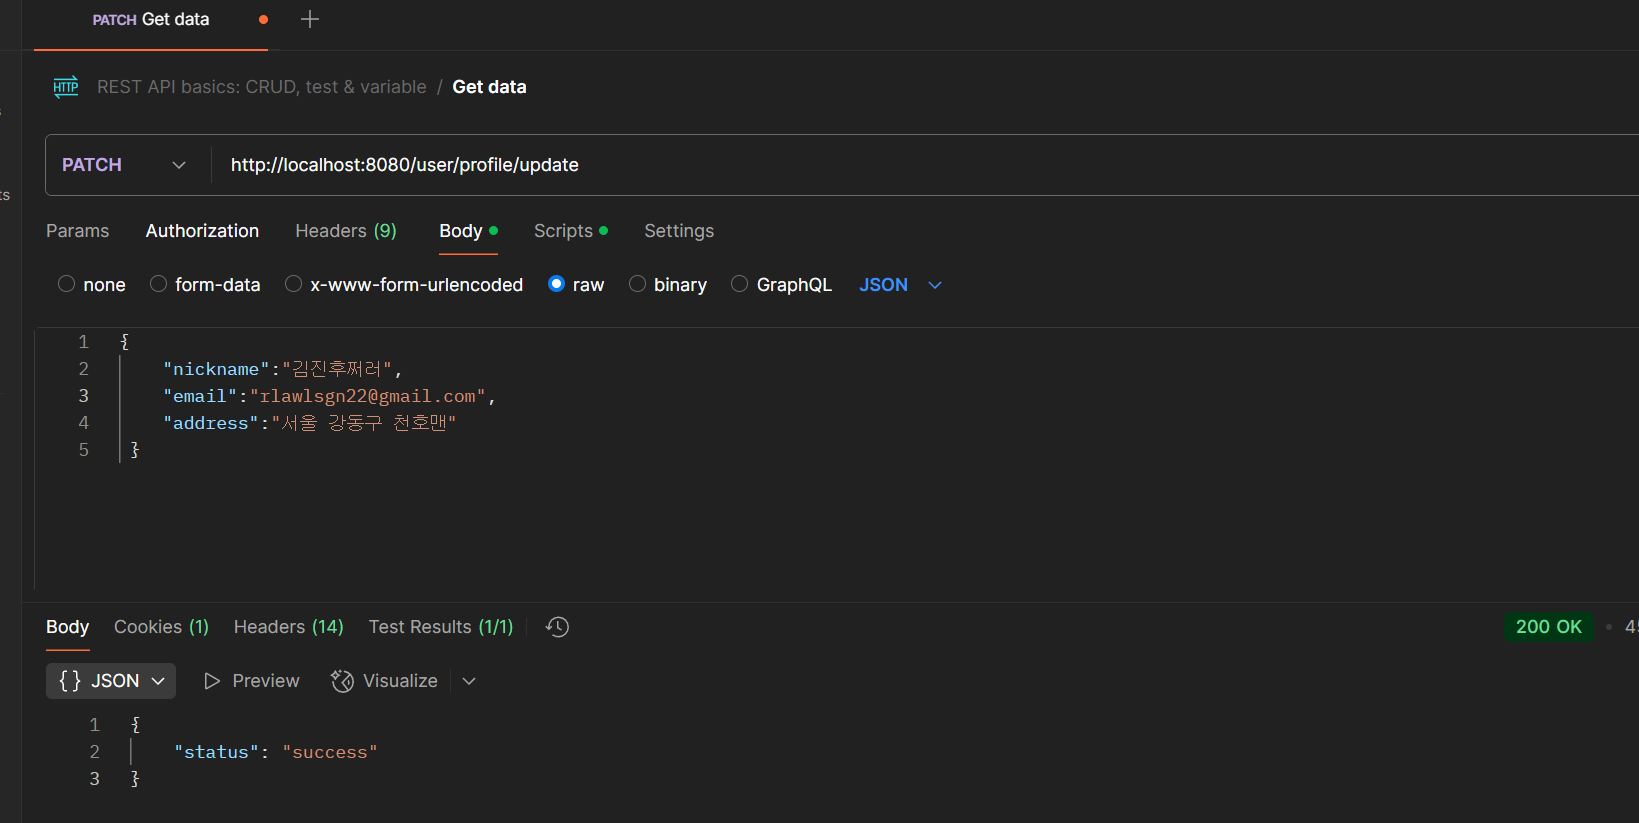 PATCH Get data
HTTP REST API basics: CRUD, test & variable / Get data
PATCH http://localhost:8080/user/profile/update
ts
Params Authorization Headers (9) Body Scripts Settings
none form-data x-www-form-urlencoded raw binary GraphQL JSON
1 {
2 "nickname":"김진후쩌러",
3 "email":"rlawlsgn22@gmail.com",
4 "address":"서울 강동구 천호맨"
5 }
Body Cookies (1) Headers (14) Test Results (1/1) 200 OK • 45
{ } JSON Preview Visualize
1 {
2 "status": "success"
3 }